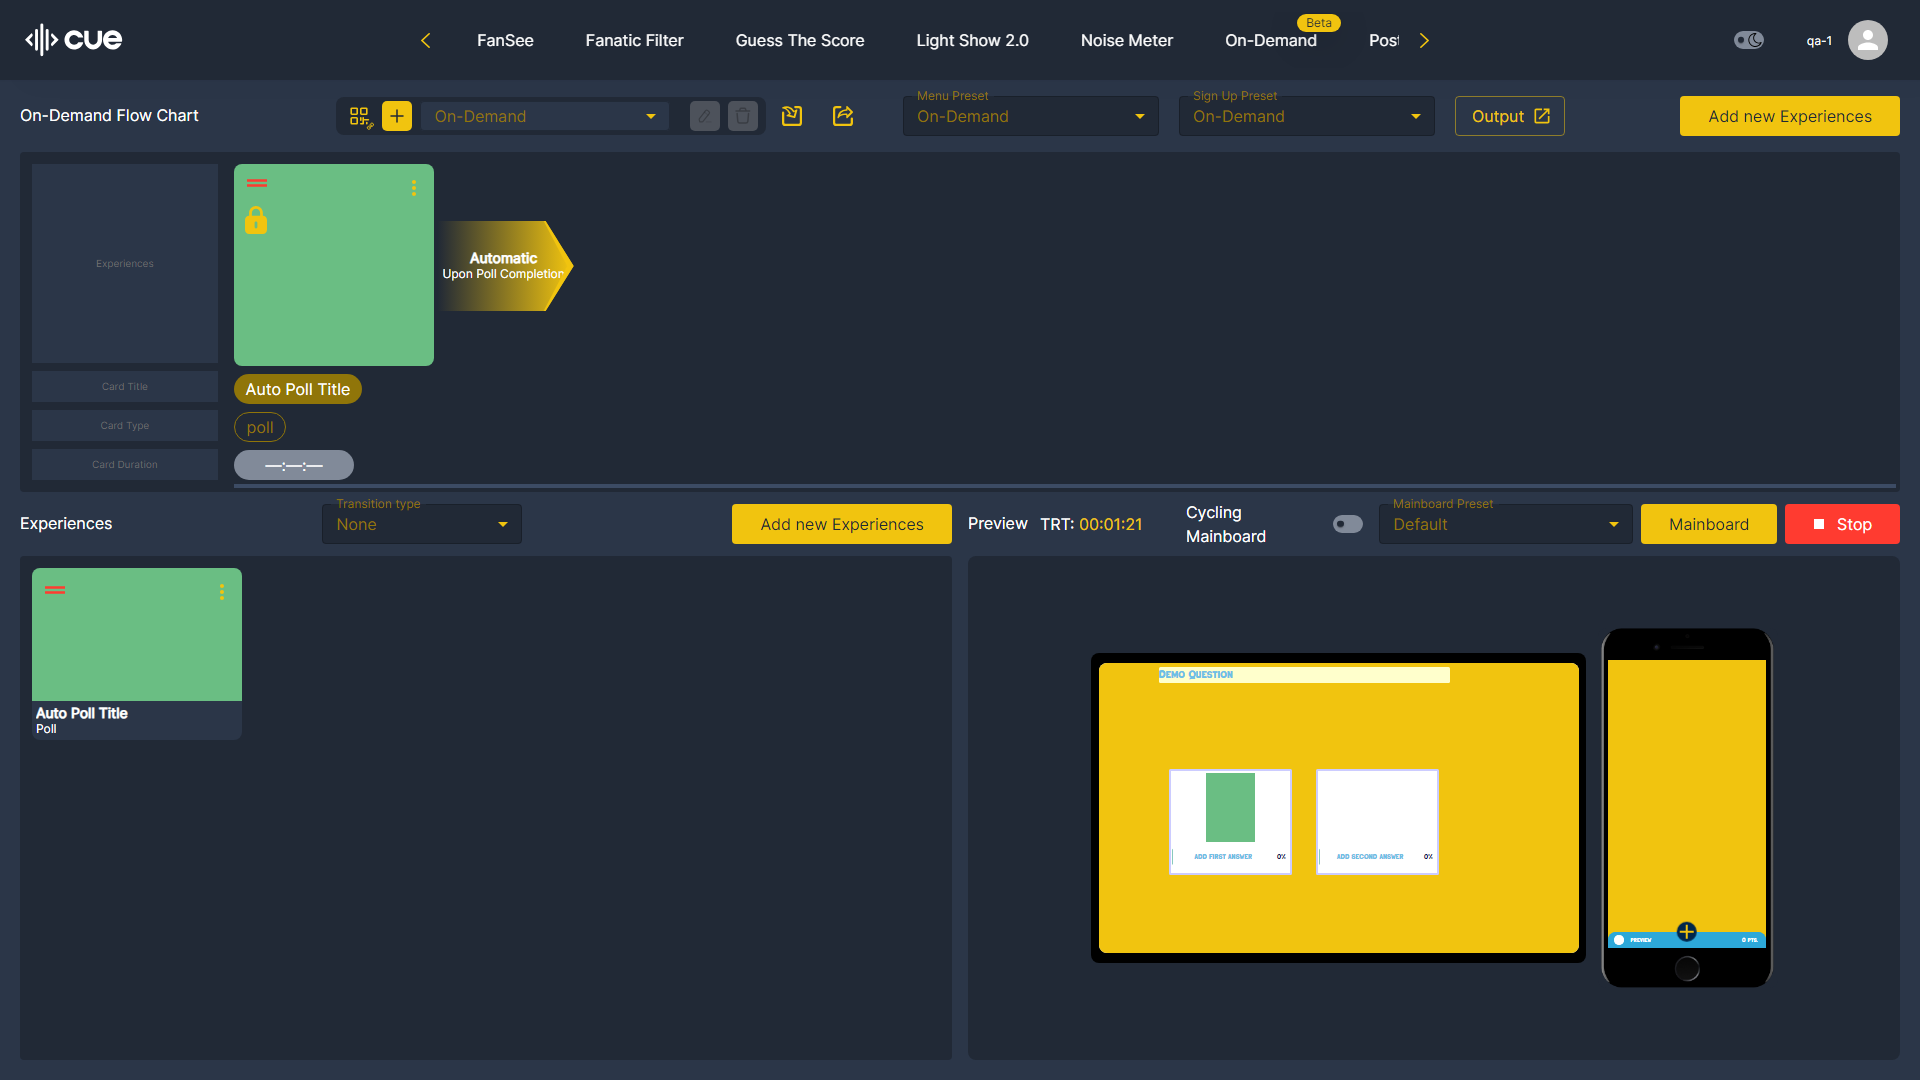 cue
FanSee
Fanatic Filter
Guess The Score
Light Show 2.0
Noise Meter
On-Demand
Beta
Post
qa-1
On-Demand Flow Chart
On-Demand
Menu Preset
On-Demand
Sign Up Preset
On-Demand
Output
Add new Experiences
Experiences
Automatic
Upon Poll Completion
Card Title
Auto Poll Title
Card Type
poll
Card Duration
—:—:—
Experiences
Transition type
None
Add new Experiences
Preview
TRT: 00:01:21
Cycling
Mainboard
Mainboard Preset
Default
Mainboard
Stop
Auto Poll Title
Poll
Demo Question
ADD FIRST ANSWER
0%
ADD SECOND ANSWER
0%
PREVIEW
0 PTS.